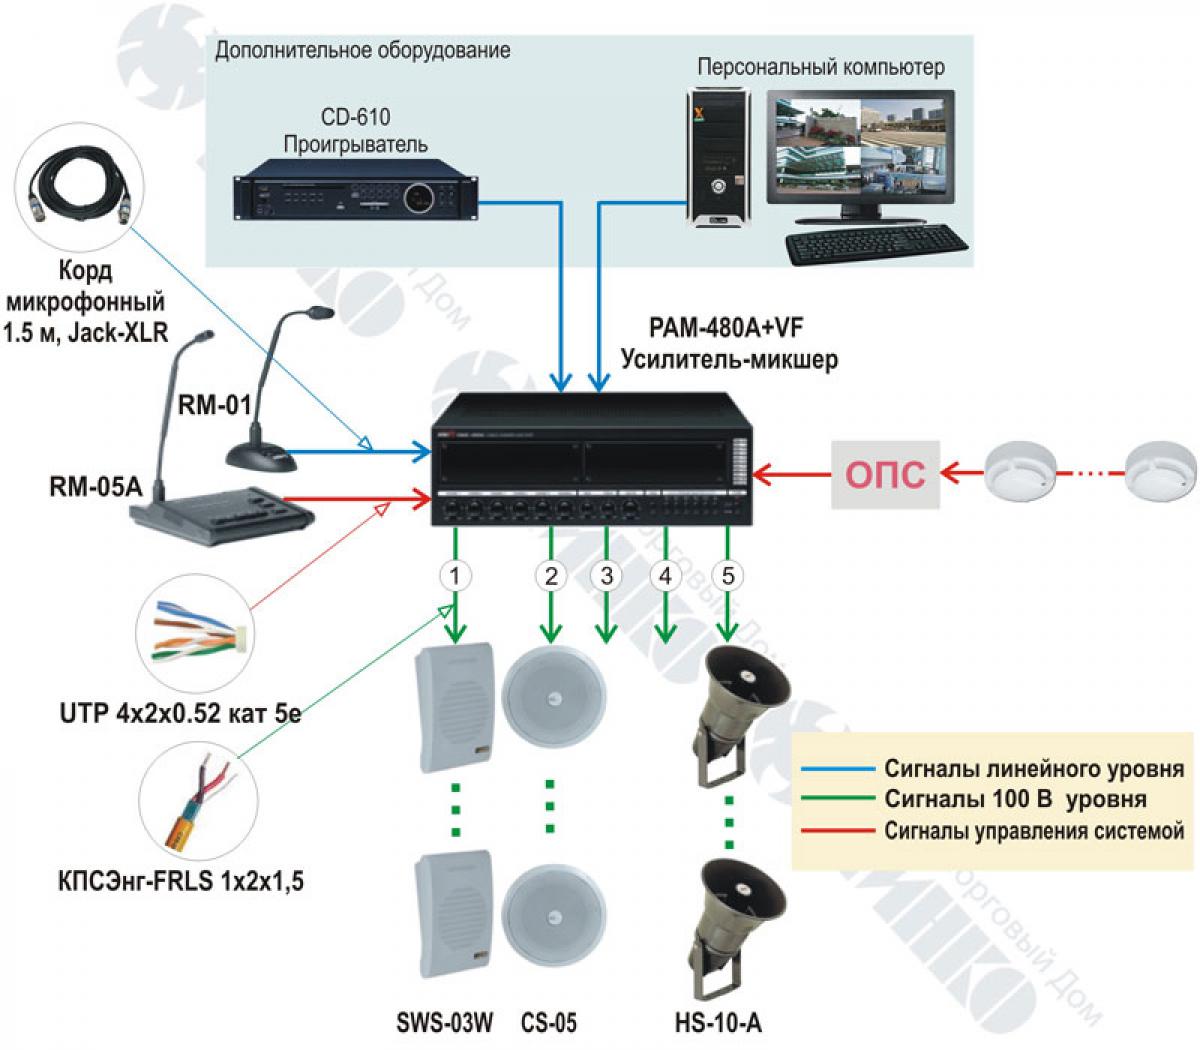 Дополнительное оборудование
Персональный компьютер
CD-610
Проигрыватель
Корд
микрофонный
1.5 м, Jack-XLR
PAM-480A+VF
Усилитель-микшер
RM-01
RM-05A
ОПС
1
2
3
4
5
UTP 4x2x0.52 кат 5е
КПСЭнг-FRLS 1x2x1,5
Сигналы линейного уровня
Сигналы 100 В уровня
Сигналы управления системой
SWS-03W
CS-05
HS-10-A
Торговый Дом